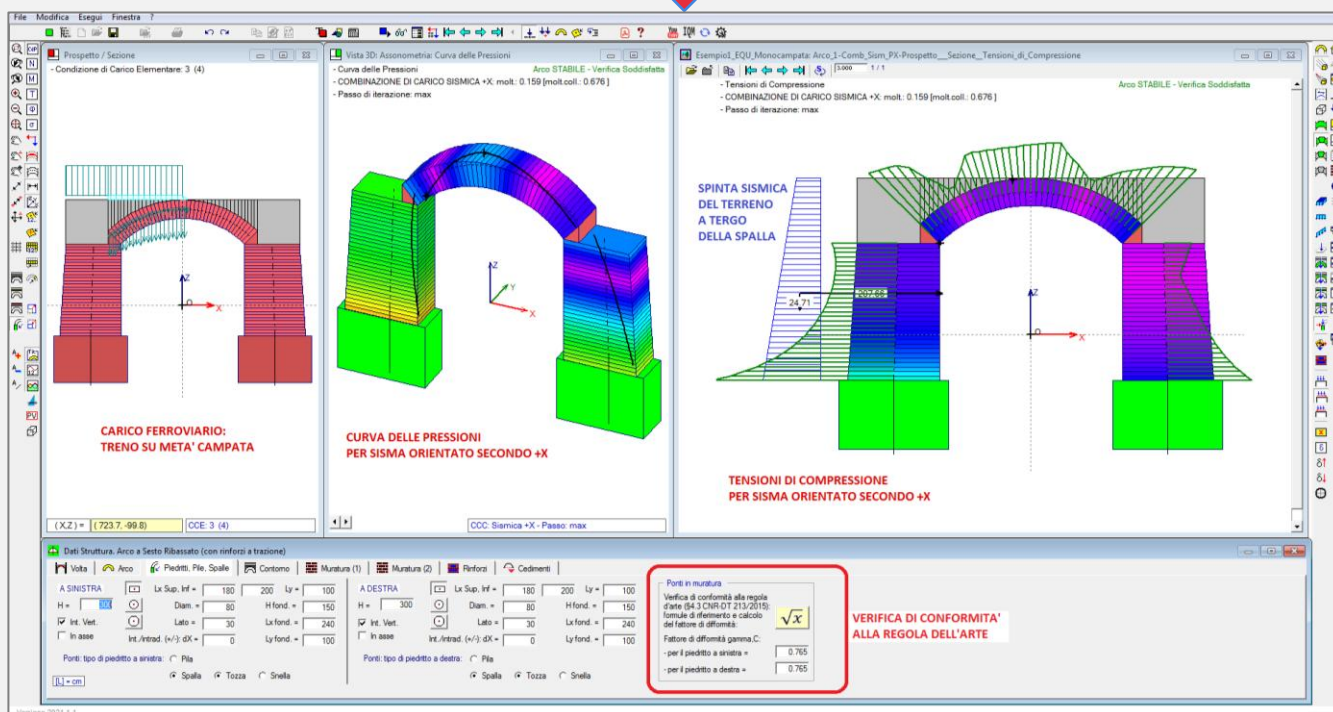 File Modifica Esegui Finestra ?
Prospetto / Sezione
- Condizione di Carico Elementare: 3 (4)
Z
O
X
CARICO FERROVIARIO:
TRENO SU META' CAMPATA
(X,Z) = (723.7, -99.8) CCE: 3 (4)
Vista 3D: Assonometria: Curva delle Pressioni
- Curva delle Pressioni Arco STABILE - Verifica Soddisfatta
- COMBINAZIONE DI CARICO SISMICA +X: molt.: 0.159 [molt.coll.: 0.676 ]
- Passo di iterazione: max
Z
Y
X
CURVA DELLE PRESSIONI
PER SISMA ORIENTATO SECONDO +X
CCC: Sismica +X - Passo: max
Esempio1_EQU_Monocampata: Arco_1-Comb_Sism_PX-Prospetto__Sezione_Tensioni_di_Compressione
3.000 1 / 1
- Tensioni di Compressione Arco STABILE - Verifica Soddisfatta
- COMBINAZIONE DI CARICO SISMICA +X: molt.: 0.159 [molt.coll.: 0.676 ]
- Passo di iterazione: max
SPINTA SISMICA
DEL TERRENO
A TERGO
DELLA SPALLA
24.71
Z
O
X
TENSIONI DI COMPRESSIONE
PER SISMA ORIENTATO SECONDO +X
Dati Struttura. Arco a Sesto Ribassato (con rinforzi a trazione)
Volta Arco Piedritti, Pile, Spalle Contorno Muratura (1) Muratura (2) Rinforzi Cedimenti
A SINISTRA Lx Sup, Inf = 180 200 Ly = 100
H = 300 Diam. = 80 H fond. = 150
Int. Vert. Lato = 30 Lx fond. = 240
In asse Int./intrad. (+/-): dX = 0 Ly fond. = 100
Ponti: tipo di piedritto a sinistra: Pila
Spalla Tozza Snella
[L] = cm
A DESTRA Lx Sup, Inf = 180 200 Ly = 100
H = 300 Diam. = 80 H fond. = 150
Int. Vert. Lato = 30 Lx fond. = 240
In asse Int./intrad. (+/-): dX = 0 Ly fond. = 100
Ponti: tipo di piedritto a destra: Pila
Spalla Tozza Snella
Ponti in muratura
Verifica di conformità alla regola
d'arte (§4.3 CNR-DT 213/2015):
formule di riferimento e calcolo
del fattore di difformità:
√x
Fattore di difformità gamma,C:
- per il piedritto a sinistra = 0.765
- per il piedritto a destra = 0.765
VERIFICA DI CONFORMITA'
ALLA REGOLA DELL'ARTE